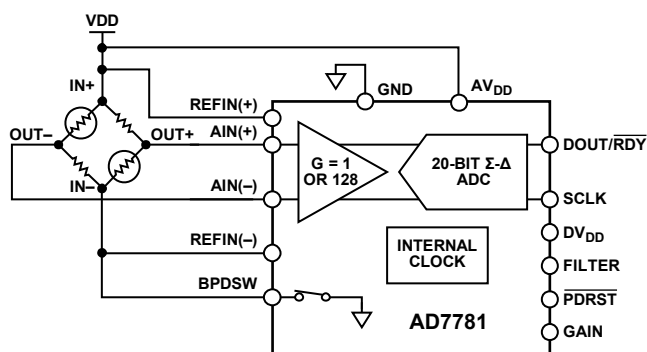 VDD
IN+
OUT–
OUT+
IN–
REFIN(+)
AIN(+)
AIN(–)
REFIN(–)
BPDSW
GND
AVDD
G = 1
OR 128
20-BIT Σ-Δ
ADC
INTERNAL
CLOCK
AD7781
DOUT/RDY
SCLK
DVDD
FILTER
PDRST
GAIN